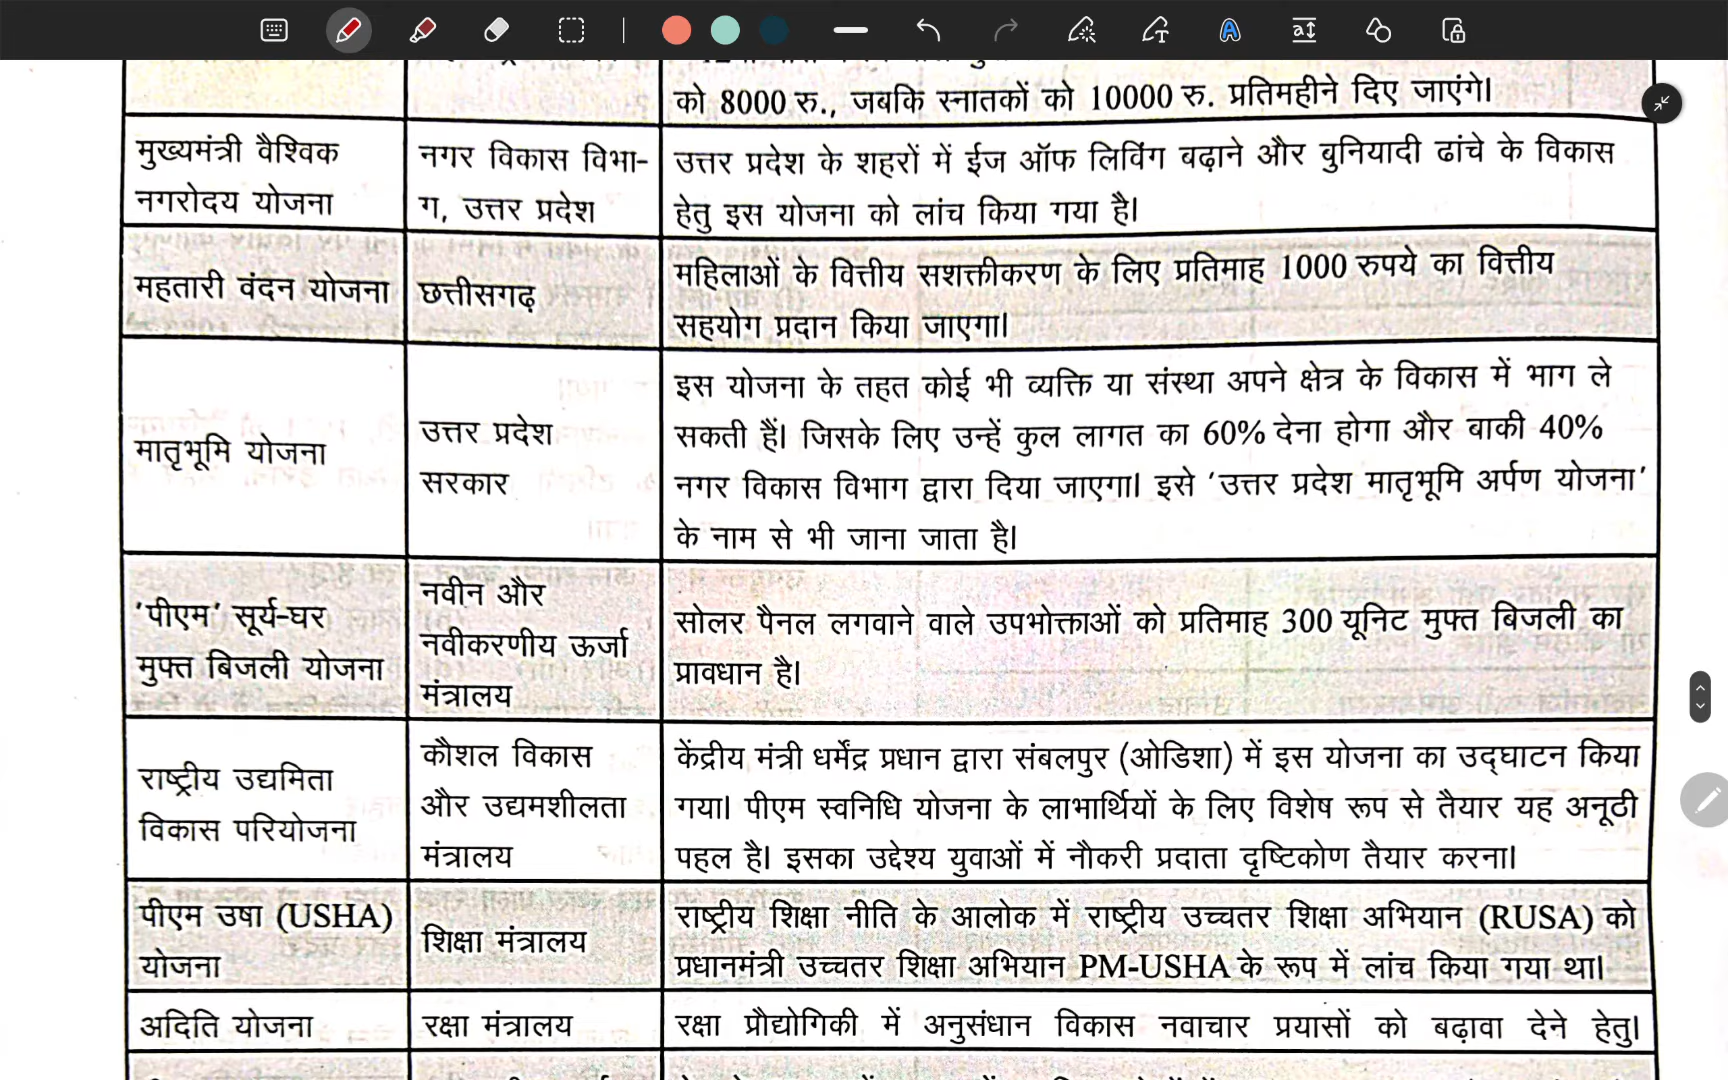 को 8000 रु., जबकि स्नातकों को 10000 रु. प्रतिमहीने दिए जाएंगे।
मुख्यमंत्री वैश्विक
नगरोदय योजना
नगर विकास विभा-
ग, उत्तर प्रदेश
उत्तर प्रदेश के शहरों में ईज ऑफ लिविंग बढ़ाने और बुनियादी ढांचे के विकास
हेतु इस योजना को लांच किया गया है।
महतारी वंदन योजना
छत्तीसगढ़
महिलाओं के वित्तीय सशक्तीकरण के लिए प्रतिमाह 1000 रुपये का वित्तीय
सहयोग प्रदान किया जाएगा।
मातृभूमि योजना
उत्तर प्रदेश
सरकार
इस योजना के तहत कोई भी व्यक्ति या संस्था अपने क्षेत्र के विकास में भाग ले
सकती हैं। जिसके लिए उन्हें कुल लागत का 60% देना होगा और बाकी 40%
नगर विकास विभाग द्वारा दिया जाएगा। इसे 'उत्तर प्रदेश मातृभूमि अर्पण योजना'
के नाम से भी जाना जाता है।
'पीएम' सूर्य-घर
मुफ्त बिजली योजना
नवीन और
नवीकरणीय ऊर्जा
मंत्रालय
सोलर पैनल लगवाने वाले उपभोक्ताओं को प्रतिमाह 300 यूनिट मुफ्त बिजली का
प्रावधान है।
राष्ट्रीय उद्यमिता
विकास परियोजना
कौशल विकास
और उद्यमशीलता
मंत्रालय
केंद्रीय मंत्री धर्मेंद्र प्रधान द्वारा संबलपुर (ओडिशा) में इस योजना का उद्घाटन किया
गया। पीएम स्वनिधि योजना के लाभार्थियों के लिए विशेष रूप से तैयार यह अनूठी
पहल है। इसका उद्देश्य युवाओं में नौकरी प्रदाता दृष्टिकोण तैयार करना।
पीएम उषा (USHA)
योजना
शिक्षा मंत्रालय
राष्ट्रीय शिक्षा नीति के आलोक में राष्ट्रीय उच्चतर शिक्षा अभियान (RUSA) को
प्रधानमंत्री उच्चतर शिक्षा अभियान PM-USHA के रूप में लांच किया गया था।
अदिति योजना
रक्षा मंत्रालय
रक्षा प्रौद्योगिकी में अनुसंधान विकास नवाचार प्रयासों को बढ़ावा देने हेतु।